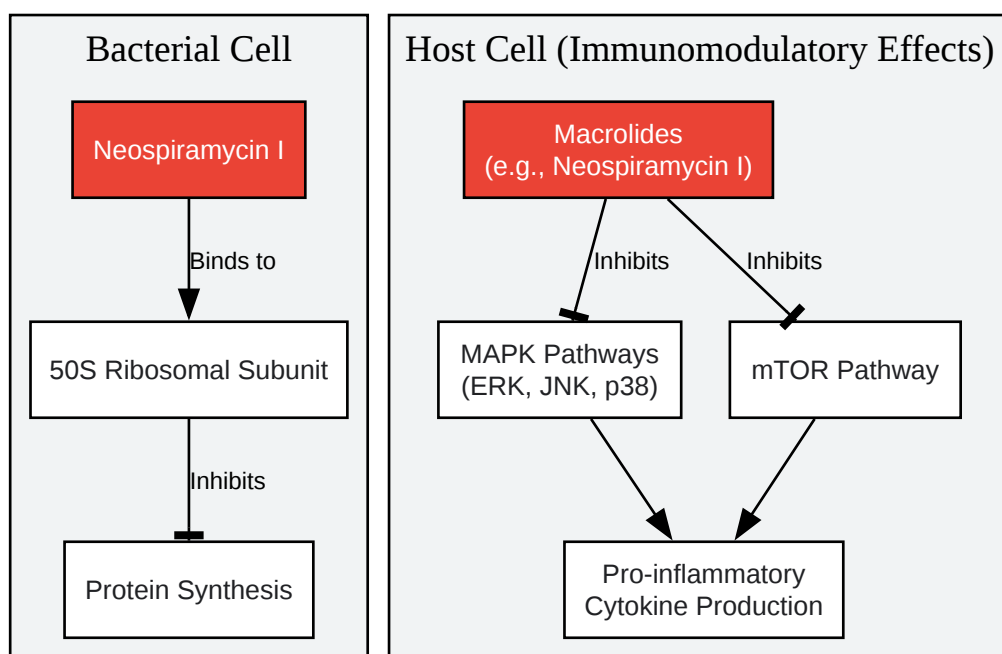 Bacterial Cell
Neospiramycin I
Binds to
50S Ribosomal Subunit
Inhibits
Protein Synthesis
Host Cell (Immunomodulatory Effects)
Macrolides
(e.g., Neospiramycin I)
Inhibits
Inhibits
MAPK Pathways
(ERK, JNK, p38)
mTOR Pathway
Pro-inflammatory
Cytokine Production